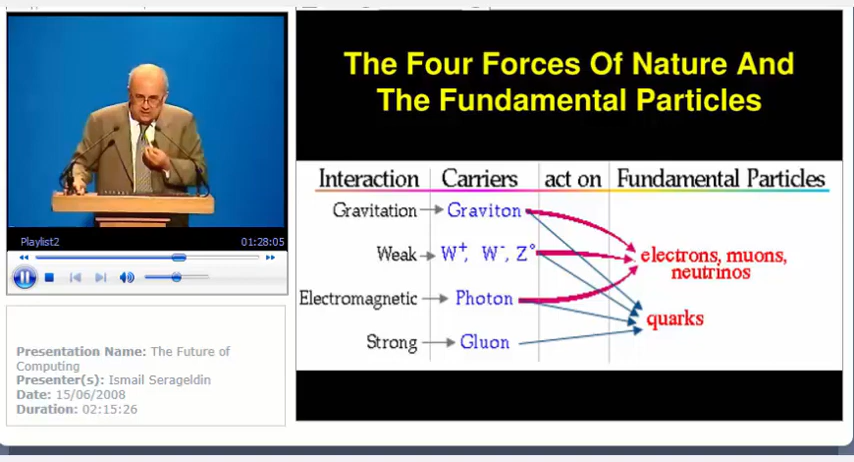 The Four Forces Of Nature And
The Fundamental Particles
Interaction Carriers act on Fundamental Particles
Gravitation Graviton
Weak W+, W-, Z°
electrons, muons,
neutrinos
Electromagnetic Photon
quarks
Strong Gluon
Playlist2 01:28:05
Presentation Name: The Future of
Computing
Presenter(s): Ismail Serageldin
Date: 15/06/2008
Duration: 02:15:26